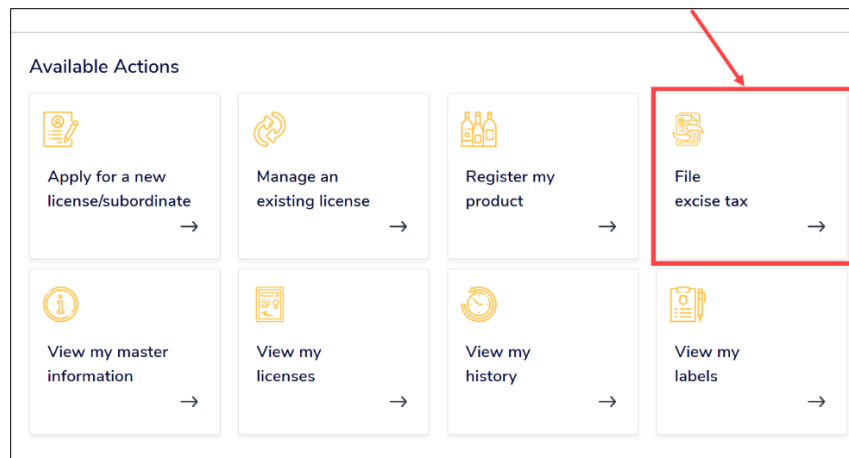 Available Actions
Apply for a new
license/subordinate
Manage an
existing license
Register my
product
File
excise tax
View my master
information
View my
licenses
View my
history
View my
labels